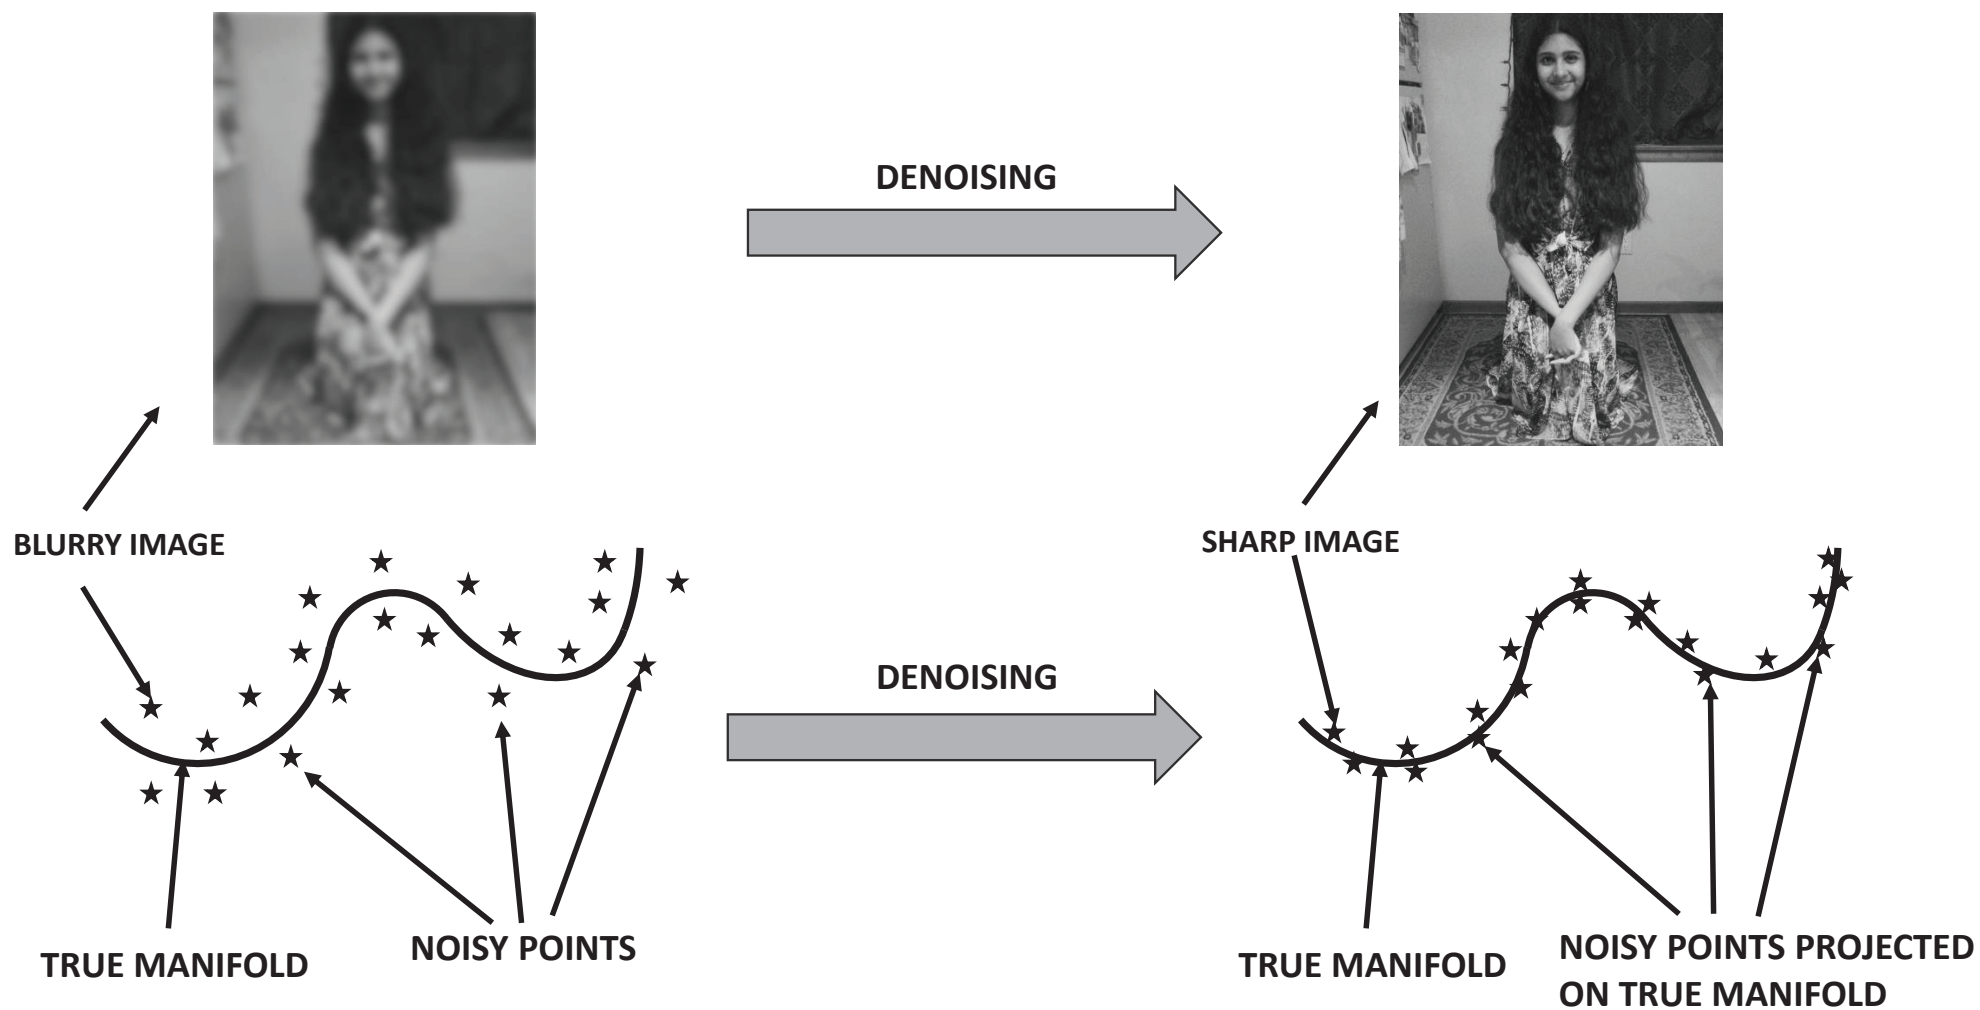 DENOISING
BLURRY IMAGE
SHARP IMAGE
DENOISING
TRUE MANIFOLD
NOISY POINTS
TRUE MANIFOLD
NOISY POINTS PROJECTED
ON TRUE MANIFOLD